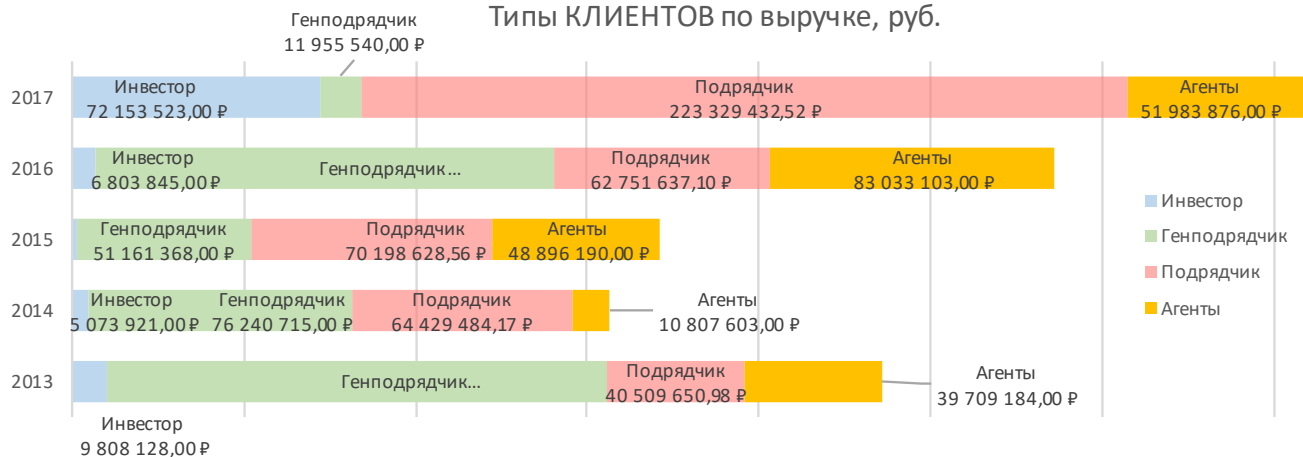 Типы КЛИЕНТОВ по выручке, руб.
Генподрядчик
11 955 540,00 ₽
2017
Инвестор
72 153 523,00 ₽
Подрядчик
223 329 432,52 ₽
Агенты
51 983 876,00 ₽
2016
Инвестор
6 803 845,00 ₽
Генподрядчик...
Подрядчик
62 751 637,10 ₽
Агенты
83 033 103,00 ₽
2015
Генподрядчик
51 161 368,00 ₽
Подрядчик
70 198 628,56 ₽
Агенты
48 896 190,00 ₽
2014
Инвестор
5 073 921,00 ₽
Генподрядчик
76 240 715,00 ₽
Подрядчик
64 429 484,17 ₽
Агенты
10 807 603,00 ₽
2013
Генподрядчик...
Подрядчик
40 509 650,98 ₽
Агенты
39 709 184,00 ₽
Инвестор
9 808 128,00 ₽
Инвестор
Генподрядчик
Подрядчик
Агенты